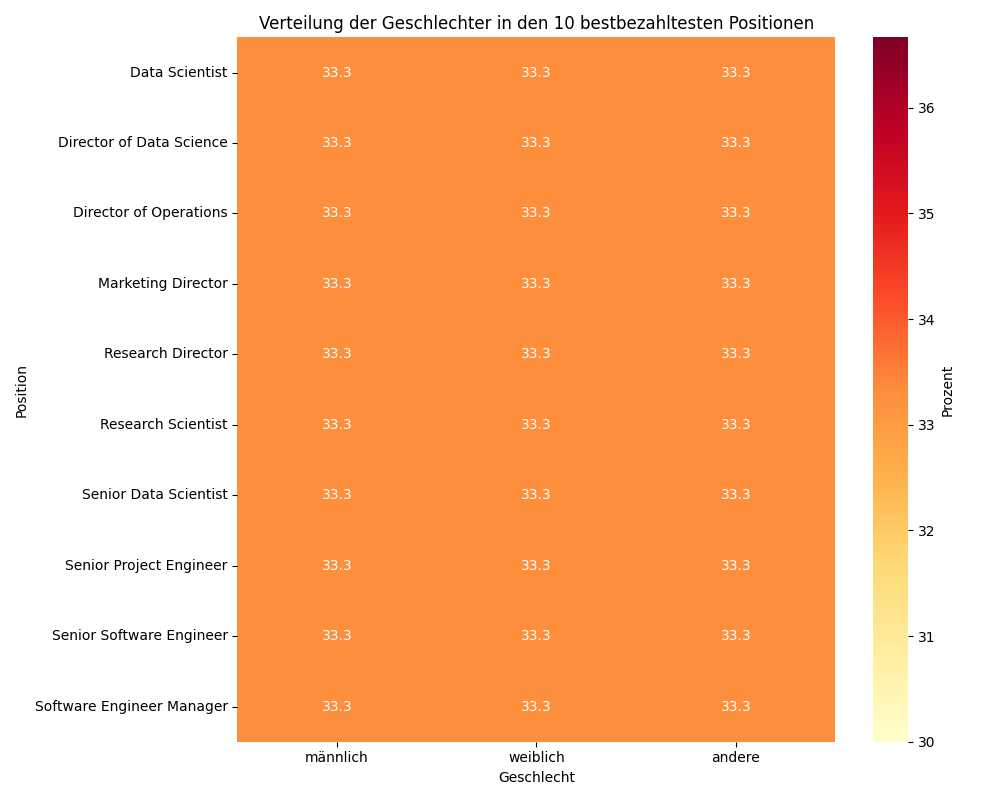 Verteilung der Geschlechter in den 10 bestbezahltesten Positionen
Position
Data Scientist 33.3 33.3 33.3
Director of Data Science 33.3 33.3 33.3
Director of Operations 33.3 33.3 33.3
Marketing Director 33.3 33.3 33.3
Research Director 33.3 33.3 33.3
Research Scientist 33.3 33.3 33.3
Senior Data Scientist 33.3 33.3 33.3
Senior Project Engineer 33.3 33.3 33.3
Senior Software Engineer 33.3 33.3 33.3
Software Engineer Manager 33.3 33.3 33.3
männlich weiblich andere
Geschlecht
36
35
34
33
32
31
30
Prozent